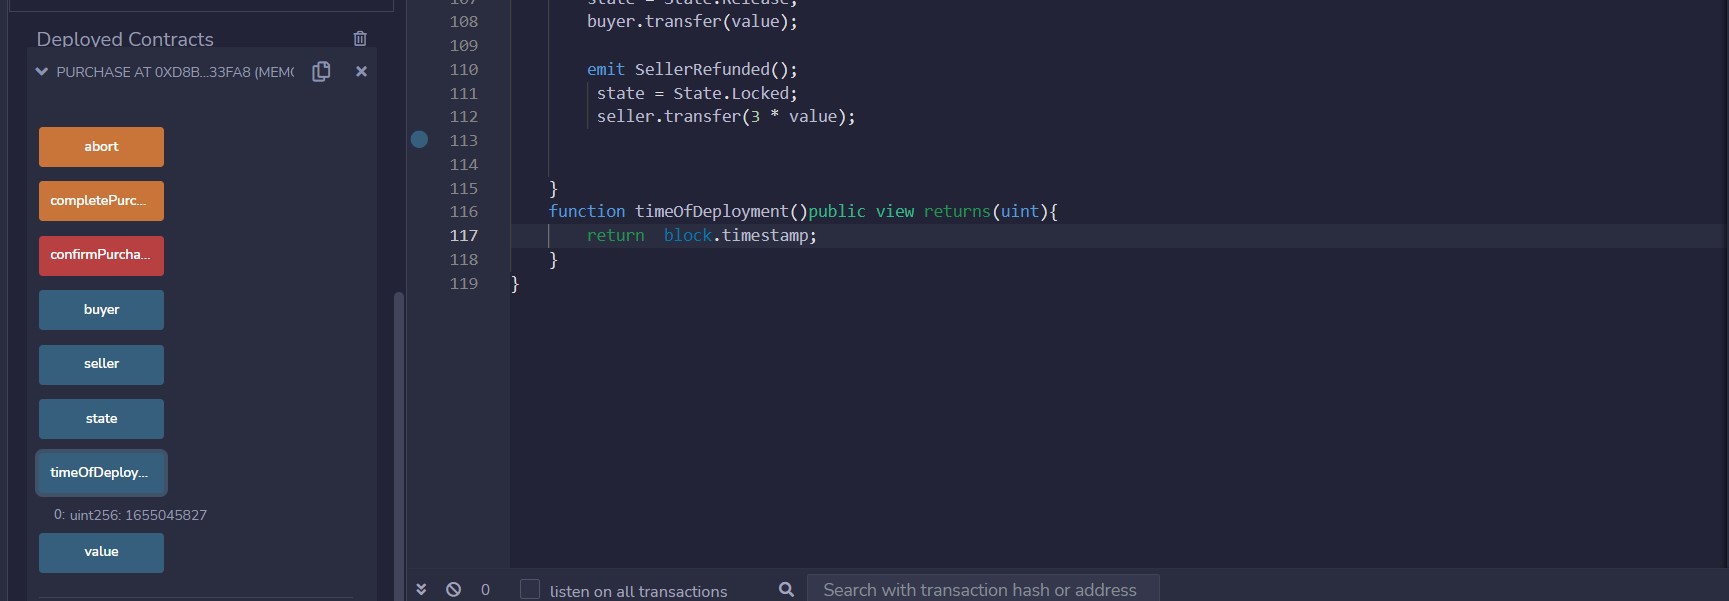 Deployed Contracts
PURCHASE AT 0XD8B...33FA8 (MEM
abort
completePurc...
confirmPurcha...
buyer
seller
state
timeOfDeploy...
0: uint256: 1655045827
value
107 state = State.Release;
108 buyer.transfer(value);
109
110 emit SellerRefunded();
111 state = State.Locked;
112 seller.transfer(3 * value);
113
114
115 }
116 function timeOfDeployment()public view returns(uint){
117 return  block.timestamp;
118 }
119 }
0 listen on all transactions Search with transaction hash or address